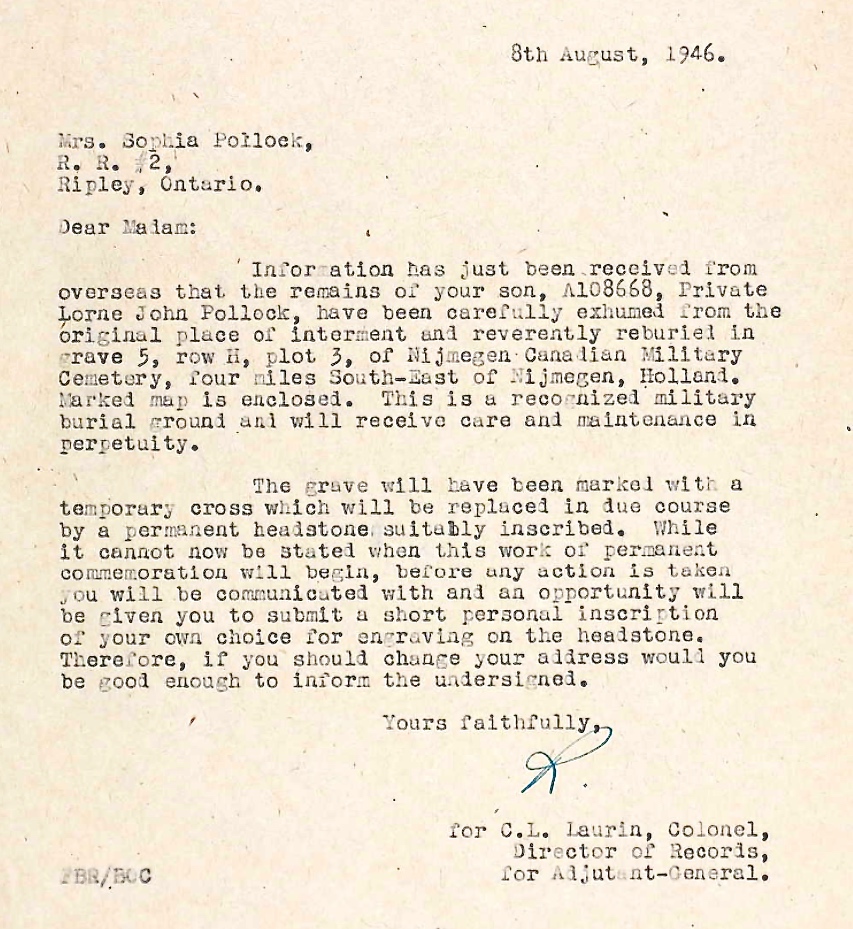 8th August, 1946.
Mrs. Sophia Pollock,
R. R. #2,
Ripley, Ontario.
Dear Madam:
Information has just been received from
overseas that the remains of your son, A108668, Private
Lorne John Pollock, have been carefully exhumed from the
original place of interment and reverently reburied in
grave 5, row H, plot 3, of Nijmegen Canadian Military
Cemetery, four miles South-East of Nijmegen, Holland.
Marked map is enclosed. This is a recognized military
burial ground and will receive care and maintenance in
perpetuity.
The grave will have been marked with a
temporary cross which will be replaced in due course
by a permanent headstone suitably inscribed. While
it cannot now be stated when this work of permanent
commemoration will begin, before any action is taken
you will be communicated with and an opportunity will
be given you to submit a short personal inscription
of your own choice for engraving on the headstone.
Therefore, if you should change your address would you
be good enough to inform the undersigned.
Yours faithfully,
R.
for C.L. Laurin, Colonel,
Director of Records,
for Adjutant-General.